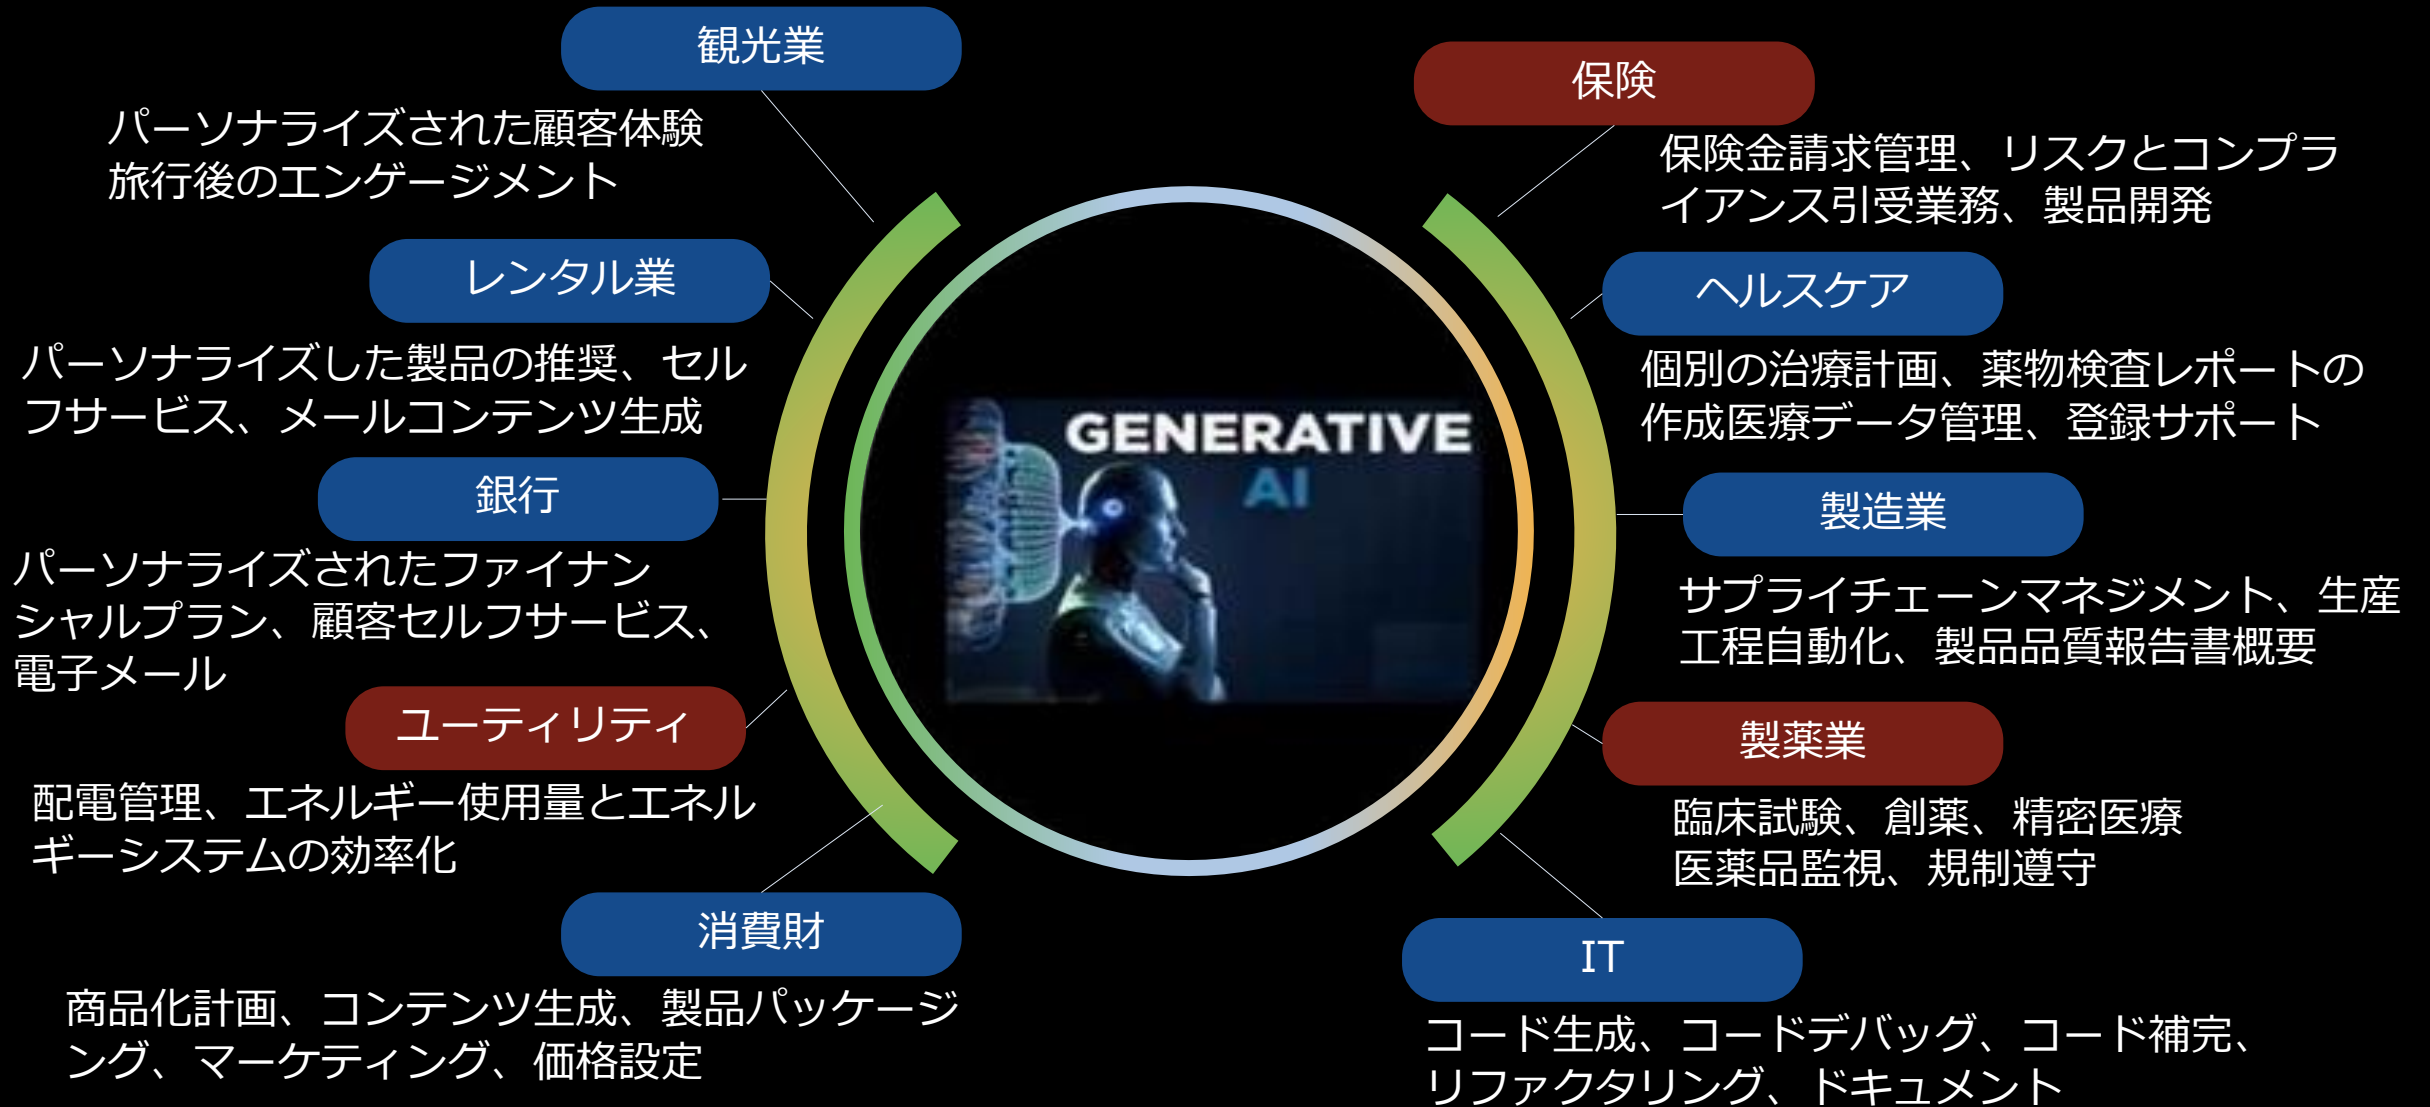 観光業
パーソナライズされた顧客体験
旅行後のエンゲージメント
レンタル業
パーソナライズした製品の推奨、セル
フサービス、メールコンテンツ生成
銀行
パーソナライズされたファイナン
シャルプラン、顧客セルフサービス、
電子メール
ユーティリティ
配電管理、エネルギー使用量とエネル
ギーシステムの効率化
消費財
商品化計画、コンテンツ生成、製品パッケージ
ング、マーケティング、価格設定
GENERATIVE
AI
保険
保険金請求管理、リスクとコンプラ
イアンス引受業務、製品開発
ヘルスケア
個別の治療計画、薬物検査レポートの
作成医療データ管理、登録サポート
製造業
サプライチェーンマネジメント、生産
工程自動化、製品品質報告書概要
製薬業
臨床試験、創薬、精密医療
医薬品監視、規制遵守
IT
コード生成、コードデバッグ、コード補完、
リファクタリング、ドキュメント